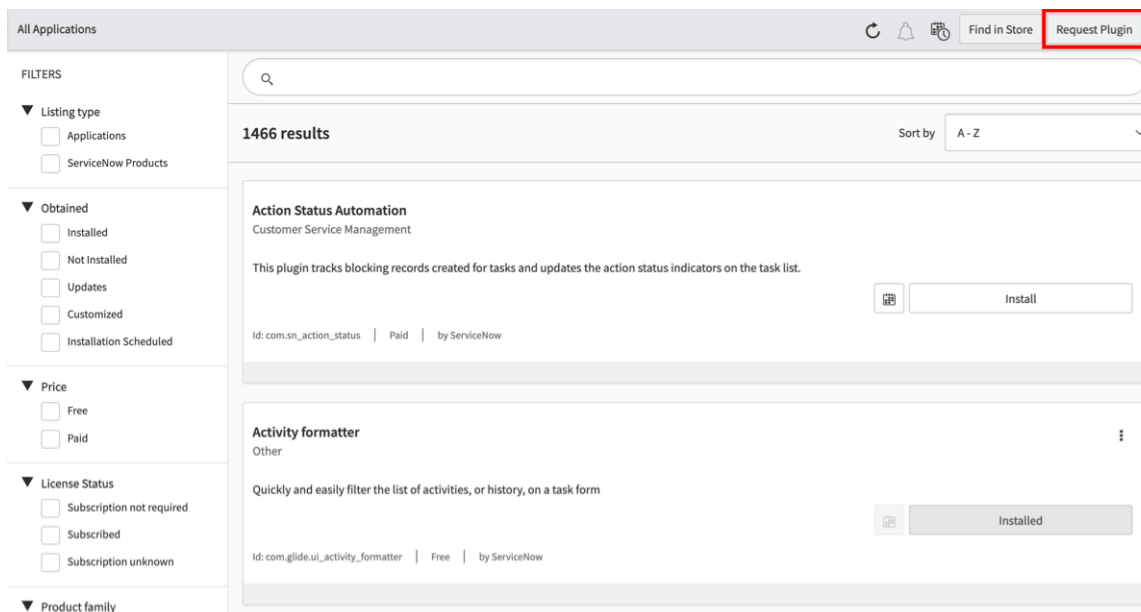 All Applications
Find in Store
Request Plugin
FILTERS
Listing type
Applications
ServiceNow Products
Obtained
Installed
Not Installed
Updates
Customized
Installation Scheduled
Price
Free
Paid
License Status
Subscription not required
Subscribed
Subscription unknown
Product family
1466 results
Sort by
A - Z
Action Status Automation
Customer Service Management
This plugin tracks blocking records created for tasks and updates the action status indicators on the task list.
Install
Id: com.sn_action_status | Paid | by ServiceNow
Activity formatter
Other
Quickly and easily filter the list of activities, or history, on a task form
Installed
Id: com.glide.ui_activity_formatter | Free | by ServiceNow